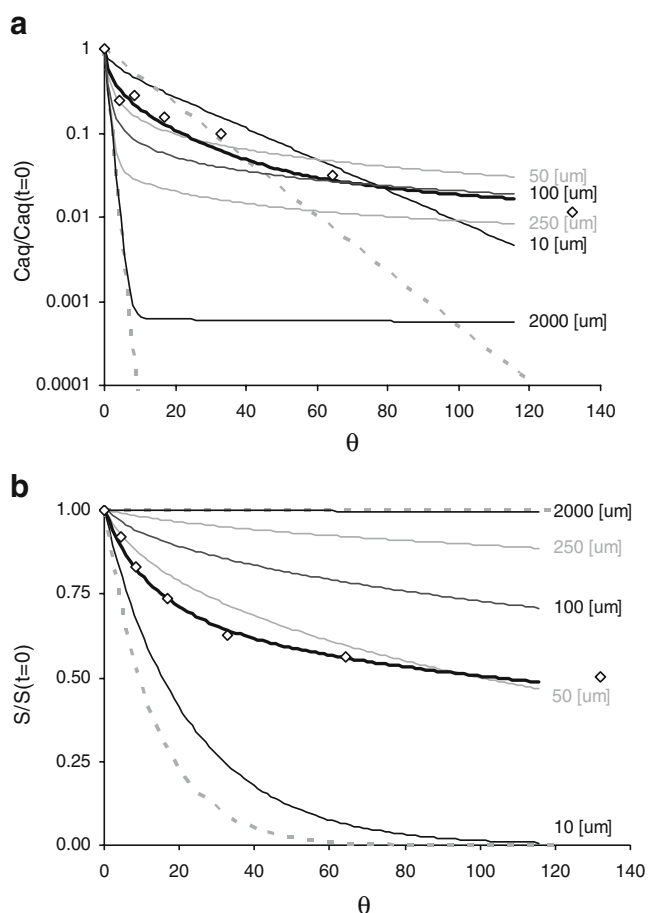 a
1
0.1
0.01
0.001
0.0001
Caq/Caq(t=0)
50 [um]
100 [um]
250 [um]
10 [um]
2000 [um]
0 20 40 60 80 100 120 140
θ
b
1.00
0.75
0.50
0.25
0.00
S/S(t=0)
2000 [um]
250 [um]
100 [um]
50 [um]
10 [um]
0 20 40 60 80 100 120 140
θ